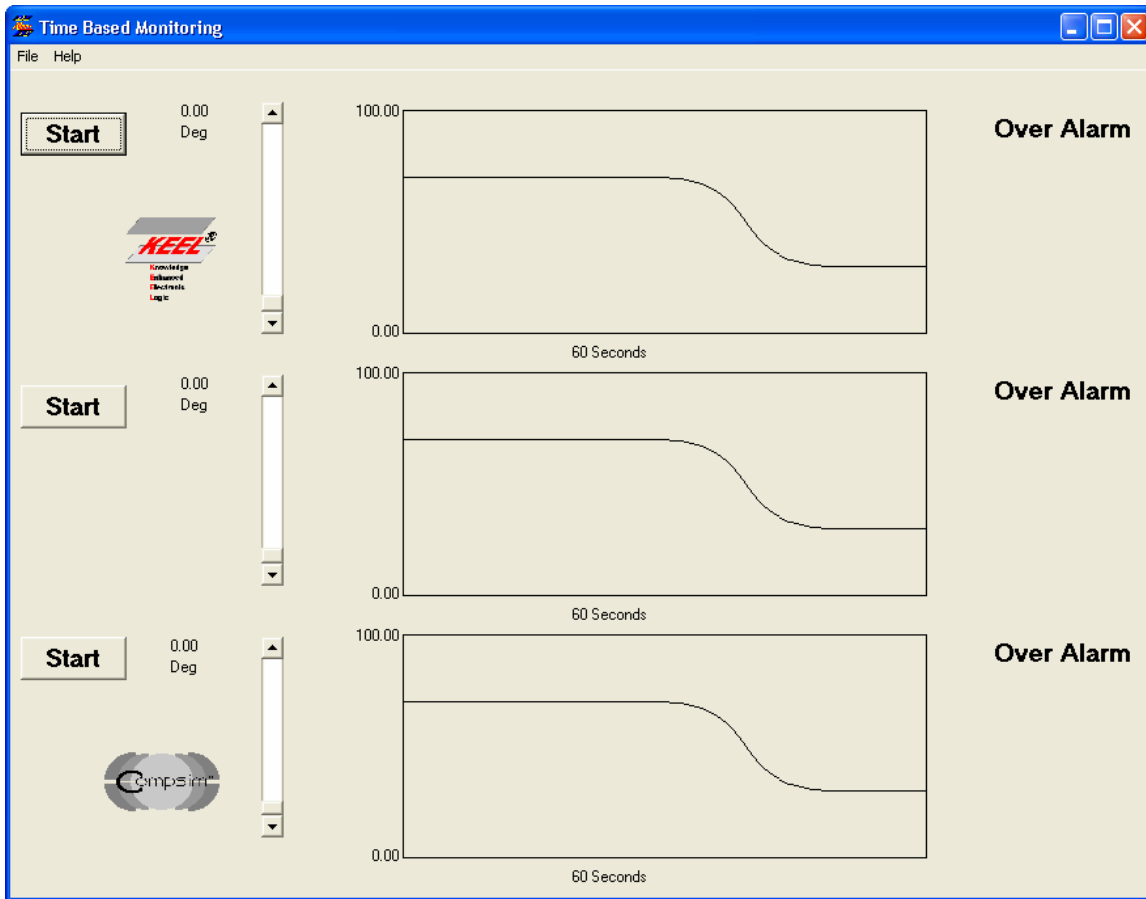 Time Based Monitoring
File Help
Start
0.00
Deg
100.00
0.00
60 Seconds
Over Alarm
KEEL
Knowledge
Enhanced
Electronic
Logic
Start
0.00
Deg
100.00
0.00
60 Seconds
Over Alarm
Start
0.00
Deg
100.00
0.00
60 Seconds
Over Alarm
Compsim